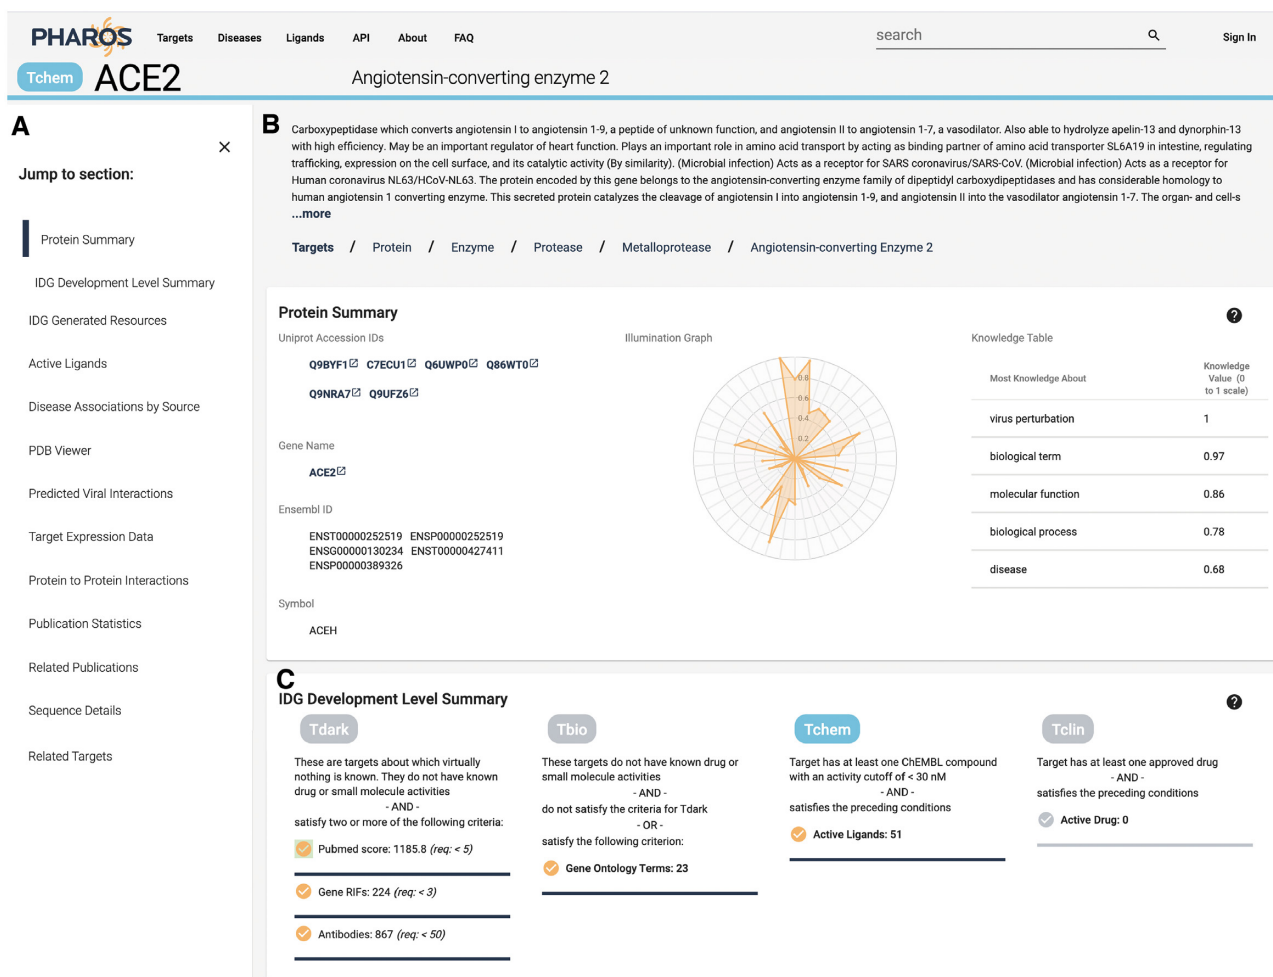 PHAROS Targets Diseases Ligands API About FAQ search Sign In
Tchem ACE2 Angiotensin-converting enzyme 2
A
Jump to section:
Protein Summary
IDG Development Level Summary
IDG Generated Resources
Active Ligands
Disease Associations by Source
PDB Viewer
Predicted Viral Interactions
Target Expression Data
Protein to Protein Interactions
Publication Statistics
Related Publications
Sequence Details
Related Targets
B
Carboxypeptidase which converts angiotensin I to angiotensin 1-9, a peptide of unknown function, and angiotensin II to angiotensin 1-7, a vasodilator. Also able to hydrolyze apelin-13 and dynorphin-13
with high efficiency. May be an important regulator of heart function. Plays an important role in amino acid transport by acting as binding partner of amino acid transporter SL6A19 in intestine, regulating
trafficking, expression on the cell surface, and its catalytic activity (By similarity). (Microbial infection) Acts as a receptor for SARS coronavirus/SARS-CoV. (Microbial infection) Acts as a receptor for
Human coronavirus NL63/HCoV-NL63. The protein encoded by this gene belongs to the angiotensin-converting enzyme family of dipeptidyl carboxydipeptidases and has considerable homology to
human angiotensin 1 converting enzyme. This secreted protein catalyzes the cleavage of angiotensin I into angiotensin 1-9, and angiotensin II into the vasodilator angiotensin 1-7. The organ- and cell-s
...more
Targets / Protein / Enzyme / Protease / Metalloprotease / Angiotensin-converting Enzyme 2
Protein Summary
Uniprot Accession IDs
Q9BYF1 C7ECU1 Q6UWP0 Q86WT0
Q9NRA7 Q9UFZ6
Gene Name
ACE2
Ensembl ID
ENST00000252519 ENSP00000252519
ENSG00000130234 ENST00000427411
ENSP00000389326
Symbol
ACEH
Illumination Graph
0.8
0.6
0.4
0.2
Knowledge Table
Most Knowledge About
Knowledge
Value (0
to 1 scale)
virus perturbation 1
biological term 0.97
molecular function 0.86
biological process 0.78
disease 0.68
C
IDG Development Level Summary
Tdark
These are targets about which virtually
nothing is known. They do not have known
drug or small molecule activities
- AND -
satisfy two or more of the following criteria:
Pubmed score: 1185.8 (req: < 5)
Gene RIFs: 224 (req: < 3)
Antibodies: 867 (req: < 50)
Tbio
These targets do not have known drug or
small molecule activities
- AND -
do not satisfy the criteria for Tdark
- OR -
satisfy the following criterion:
Gene Ontology Terms: 23
Tchem
Target has at least one ChEMBL compound
with an activity cutoff of < 30 nM
- AND -
satisfies the preceding conditions
Active Ligands: 51
Tclin
Target has at least one approved drug
- AND -
satisfies the preceding conditions
Active Drug: 0